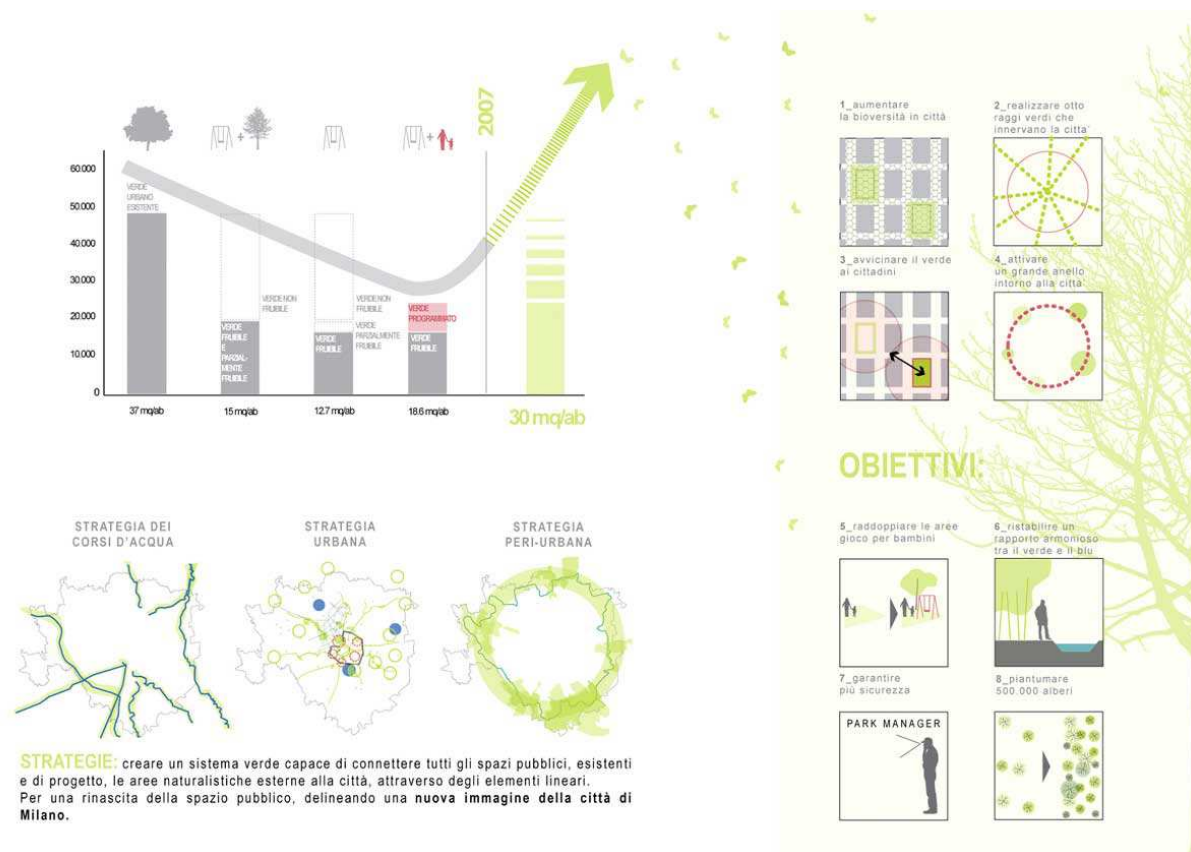 2007
60.000
50.000
40.000
30.000
20.000
10.000
0
VERDE
URBANO
ESISTENTE
VERDE NON
FRUIBILE
VERDE
FRUIBILE
E
PARZIAL-
MENTE
FRUIBILE
VERDE NON
FRUIBILE
VERDE
PARZIALMENTE
FRUIBILE
VERDE
FRUIBILE
VERDE
PROGRAMMATO
VERDE
FRUIBILE
37 mq/ab
15 mq/ab
12.7 mq/ab
18.6 mq/ab
30 mq/ab
STRATEGIA DEI
CORSI D'ACQUA
STRATEGIA
URBANA
STRATEGIA
PERI-URBANA
STRATEGIE: creare un sistema verde capace di connettere tutti gli spazi pubblici, esistenti
e di progetto, le aree naturalistiche esterne alla città, attraverso degli elementi lineari.
Per una rinascita della spazio pubblico, delineando una nuova immagine della città di
Milano.
1_aumentare
la bioversità in città
2_realizzare otto
raggi verdi che
innervano la citta'
3_avvicinare il verde
ai cittadini
4_attivare
un grande anello
intorno alla città
OBIETTIVI:
5_raddoppiare le aree
gioco per bambini
6_ristabilire un
rapporto armonioso
tra il verde e il blu
7_garantire
più sicurezza
8_piantumare
500.000 alberi
PARK MANAGER